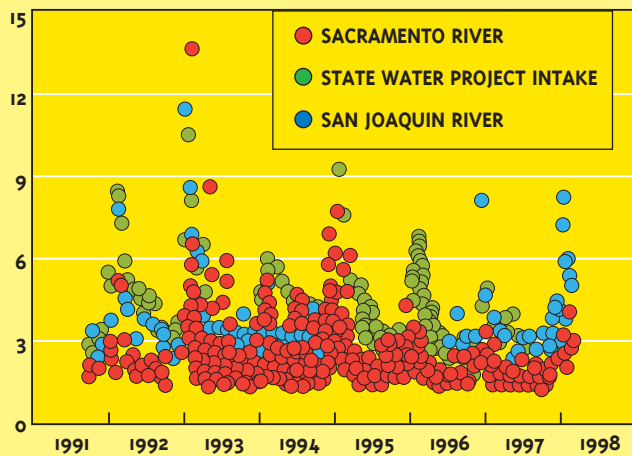 15
SACRAMENTO RIVER
STATE WATER PROJECT INTAKE
12
SAN JOAQUIN RIVER
9
6
3
0
1991 1992 1993 1994 1995 1996 1997 1998